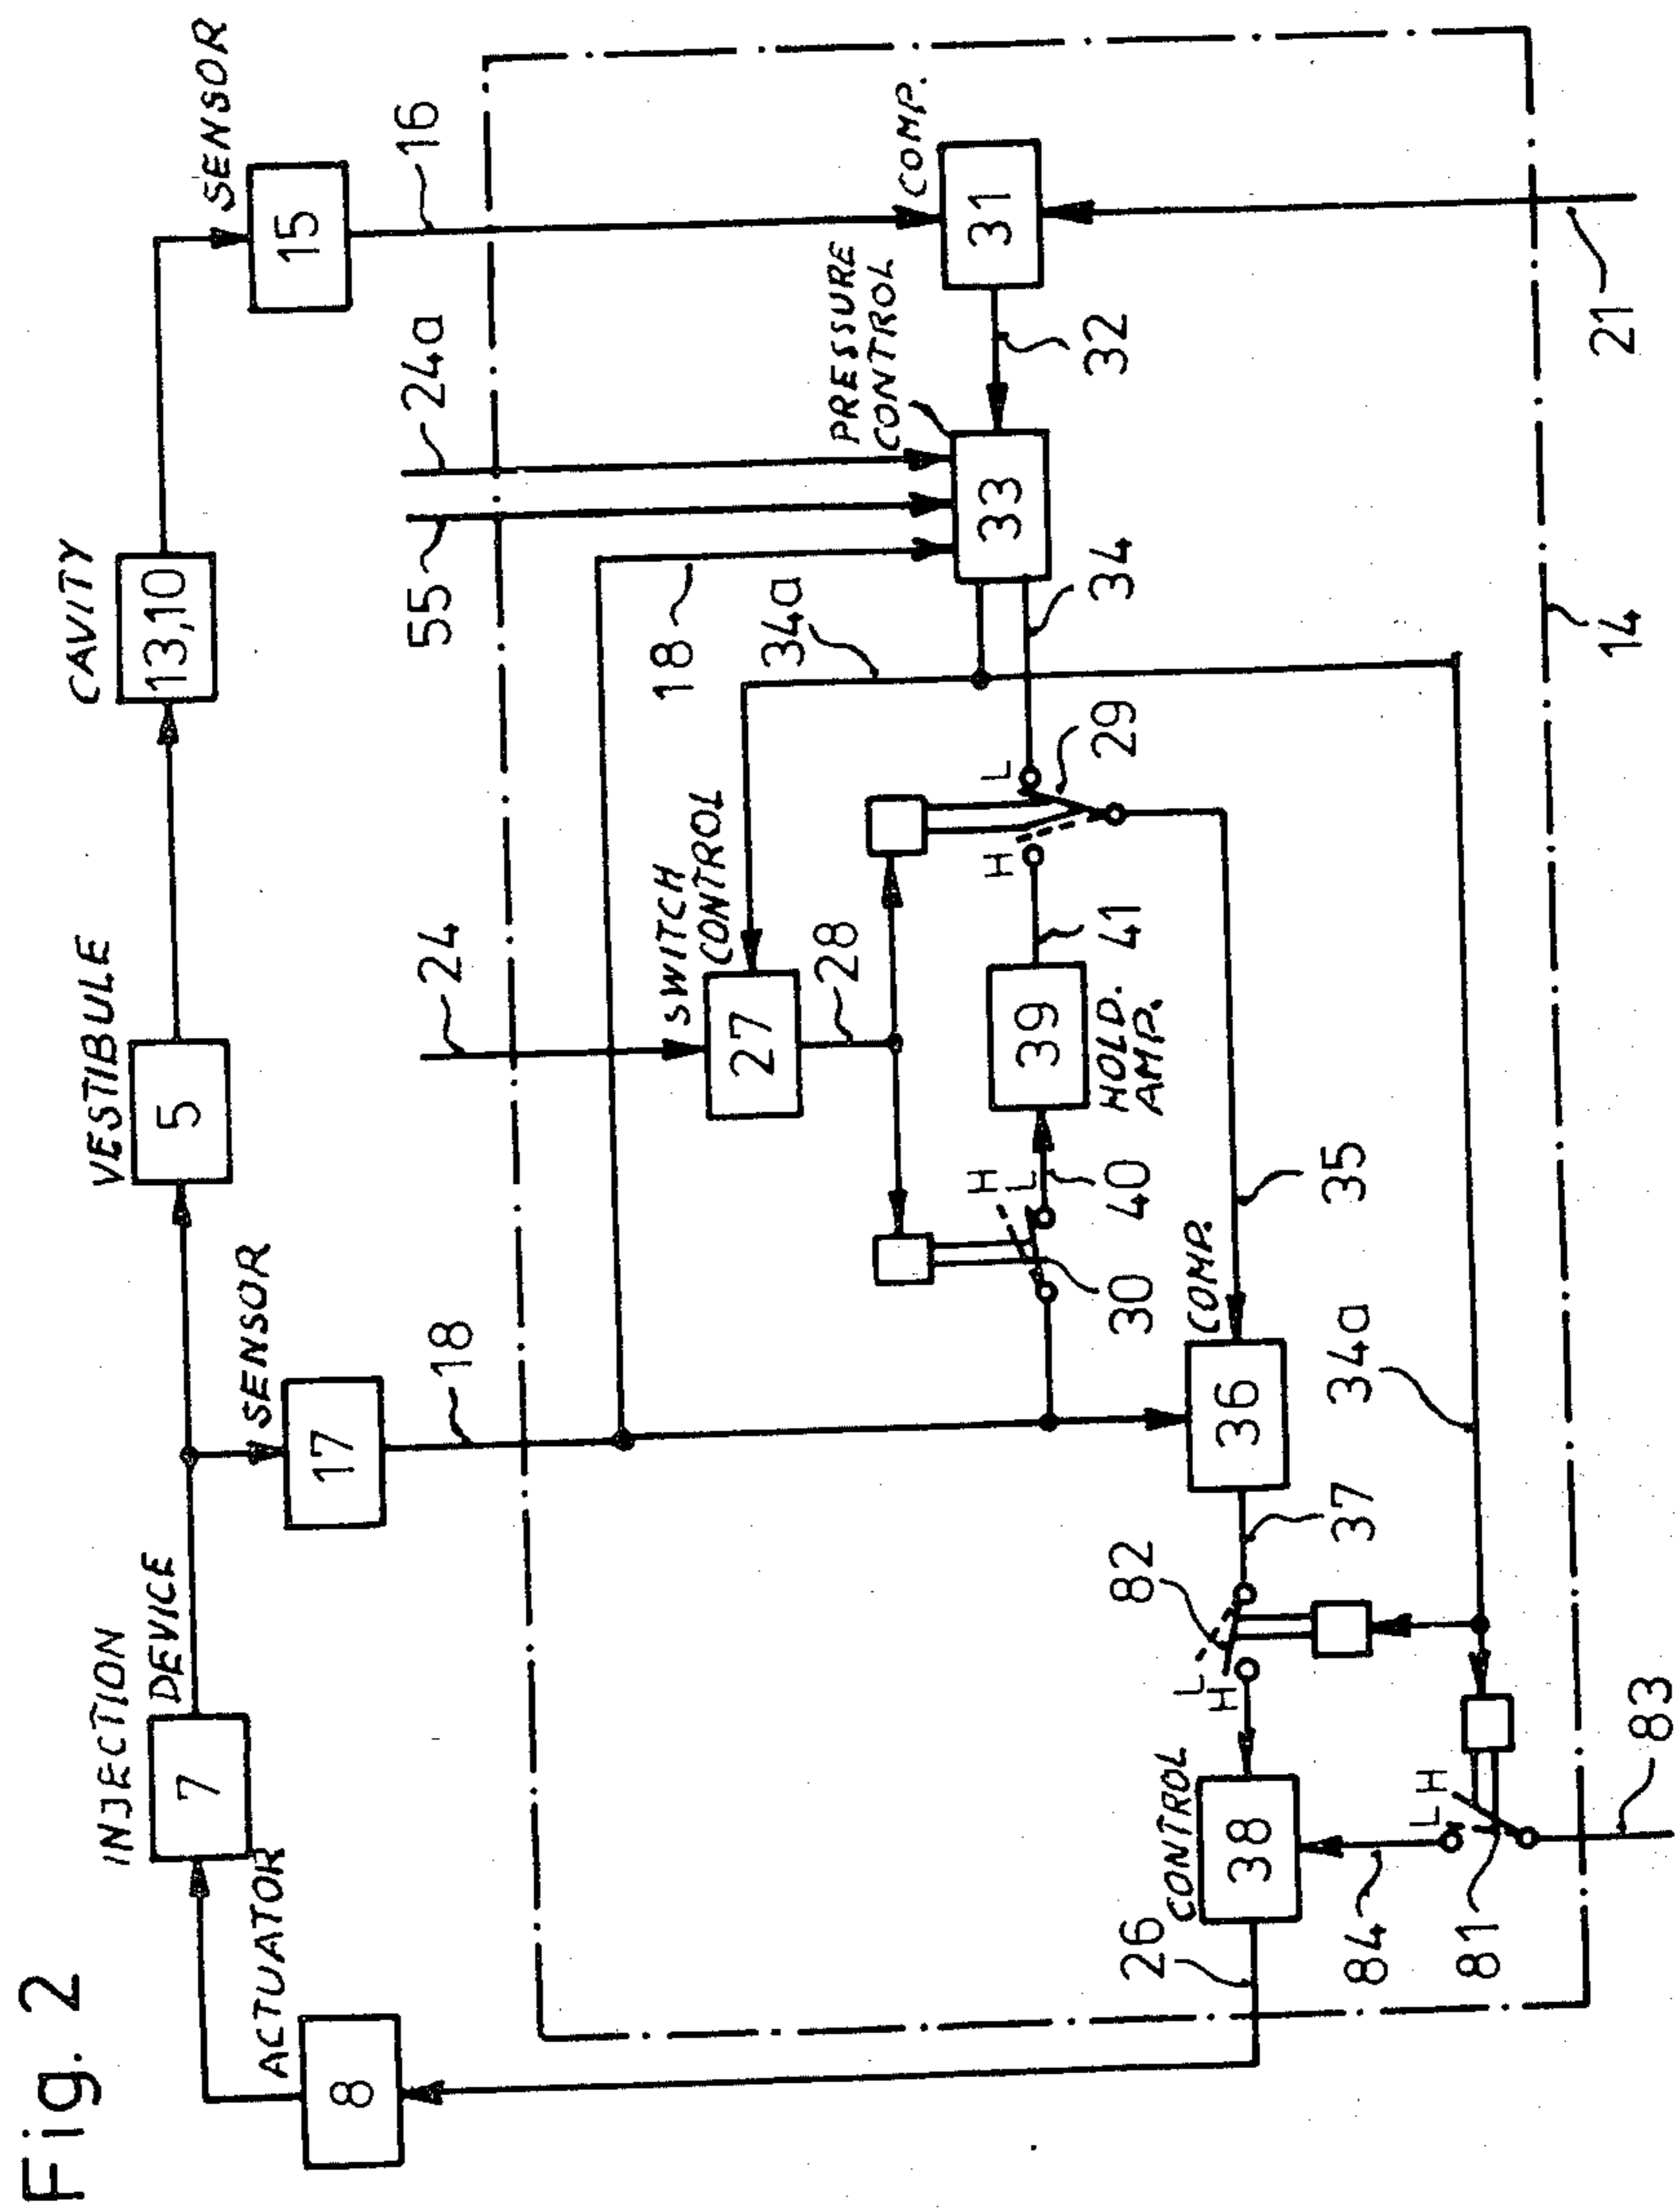 Fig. 2
ACTUATOR
8
INJECTION
DEVICE
7
SENSOR
17
18
VESTIBULE
5
CAVITY
13,10
SENSOR
15
16
24
55
24a
18
34a
SWITCH
CONTROL
27
28
PRESSURE
CONTROL
33
COMP.
31
32
34
H
L
29
H
L
30
40
39
HOLD.
AMP.
41
COMP.
36
35
37
82
L
H
CONTROL
38
26
34a
84
81
L
H
83
14
21